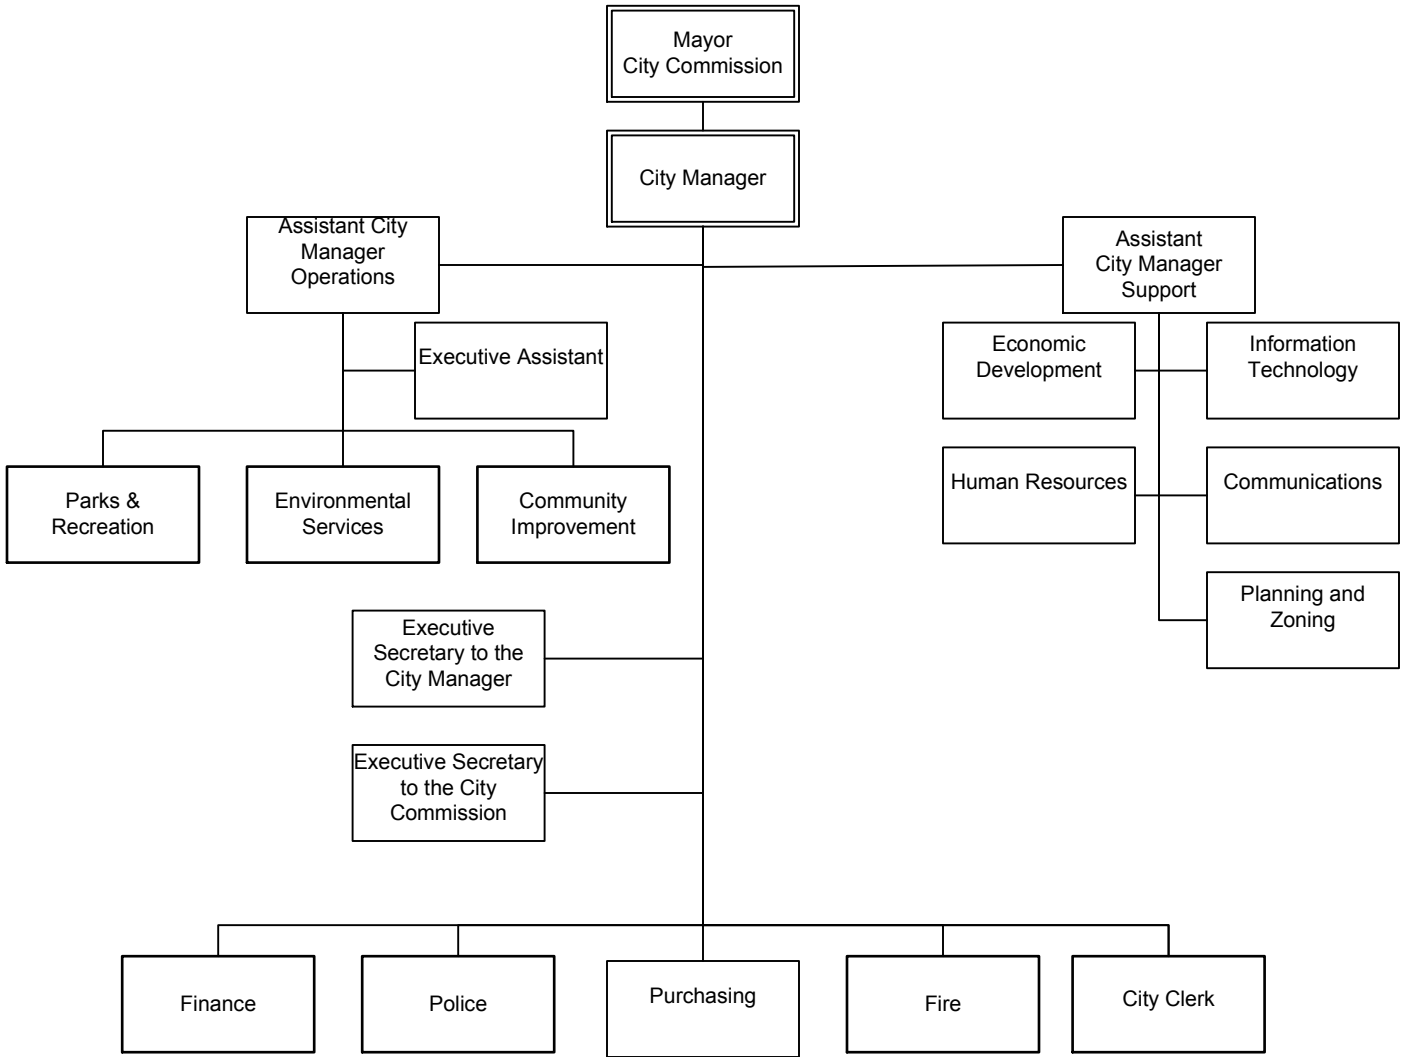 Mayor
City Commission
City Manager
Assistant City
Manager
Operations
Assistant
City Manager
Support
Executive Assistant
Economic
Development
Information
Technology
Parks &
Recreation
Environmental
Services
Community
Improvement
Human Resources
Communications
Planning and
Zoning
Executive
Secretary to the
City Manager
Executive Secretary
to the City
Commission
Finance
Police
Purchasing
Fire
City Clerk